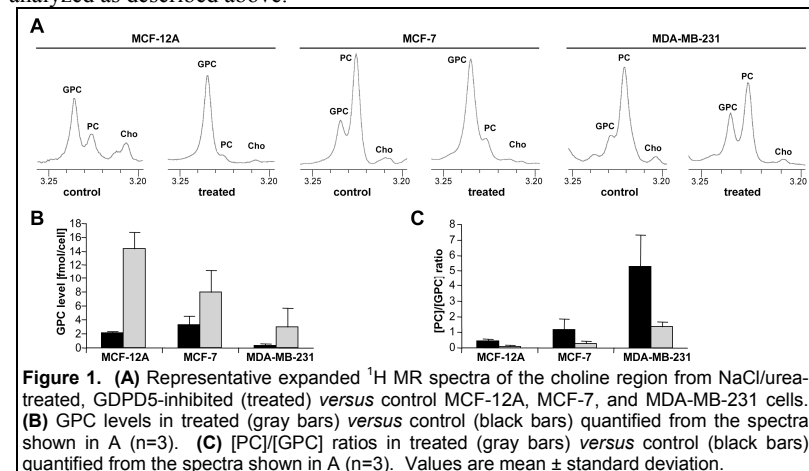 analyzed as described above.
A
MCF-12A MCF-7 MDA-MB-231
GPC PC Cho GPC PC Cho GPC PC Cho GPC PC Cho GPC PC Cho GPC PC Cho
3.25 3.20 3.25 3.20 3.25 3.20 3.25 3.20 3.25 3.20 3.25 3.20
control treated control treated control treated
B
GPC level [fmol/cell]
18
16
14
12
10
8
6
4
2
0
MCF-12A MCF-7 MDA-MB-231
C
[PC]/[GPC] ratio
8
7
6
5
4
3
2
1
0
MCF-12A MCF-7 MDA-MB-231
Figure 1. (A) Representative expanded ¹H MR spectra of the choline region from NaCl/urea-
treated, GDPD5-inhibited (treated) versus control MCF-12A, MCF-7, and MDA-MB-231 cells.
(B) GPC levels in treated (gray bars) versus control (black bars) quantified from the spectra
shown in A (n=3). (C) [PC]/[GPC] ratios in treated (gray bars) versus control (black bars)
quantified from the spectra shown in A (n=3). Values are mean ± standard deviation.